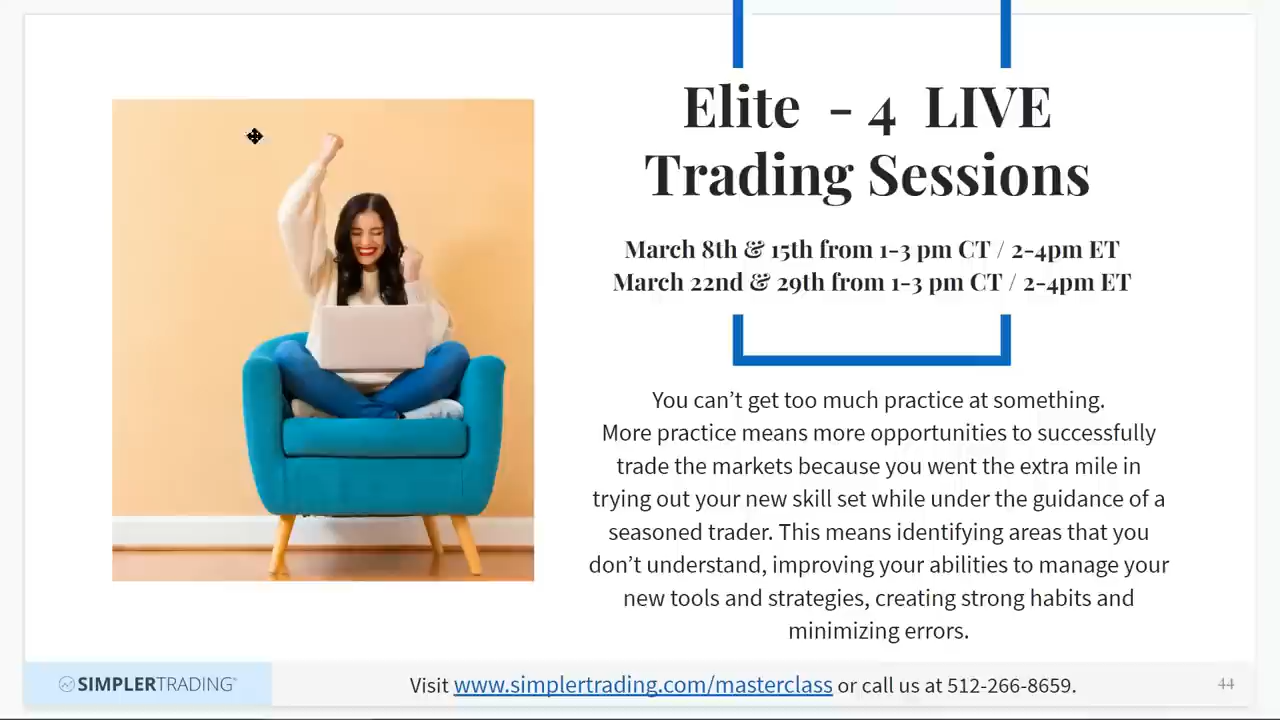 Elite - 4 LIVE
Trading Sessions
March 8th & 15th from 1-3 pm CT / 2-4pm ET
March 22nd & 29th from 1-3 pm CT / 2-4pm ET
You can’t get too much practice at something.
More practice means more opportunities to successfully
trade the markets because you went the extra mile in
trying out your new skill set while under the guidance of a
seasoned trader. This means identifying areas that you
don’t understand, improving your abilities to manage your
new tools and strategies, creating strong habits and
minimizing errors.
SIMPLERTRADING
Visit www.simplertrading.com/masterclass or call us at 512-266-8659.
44